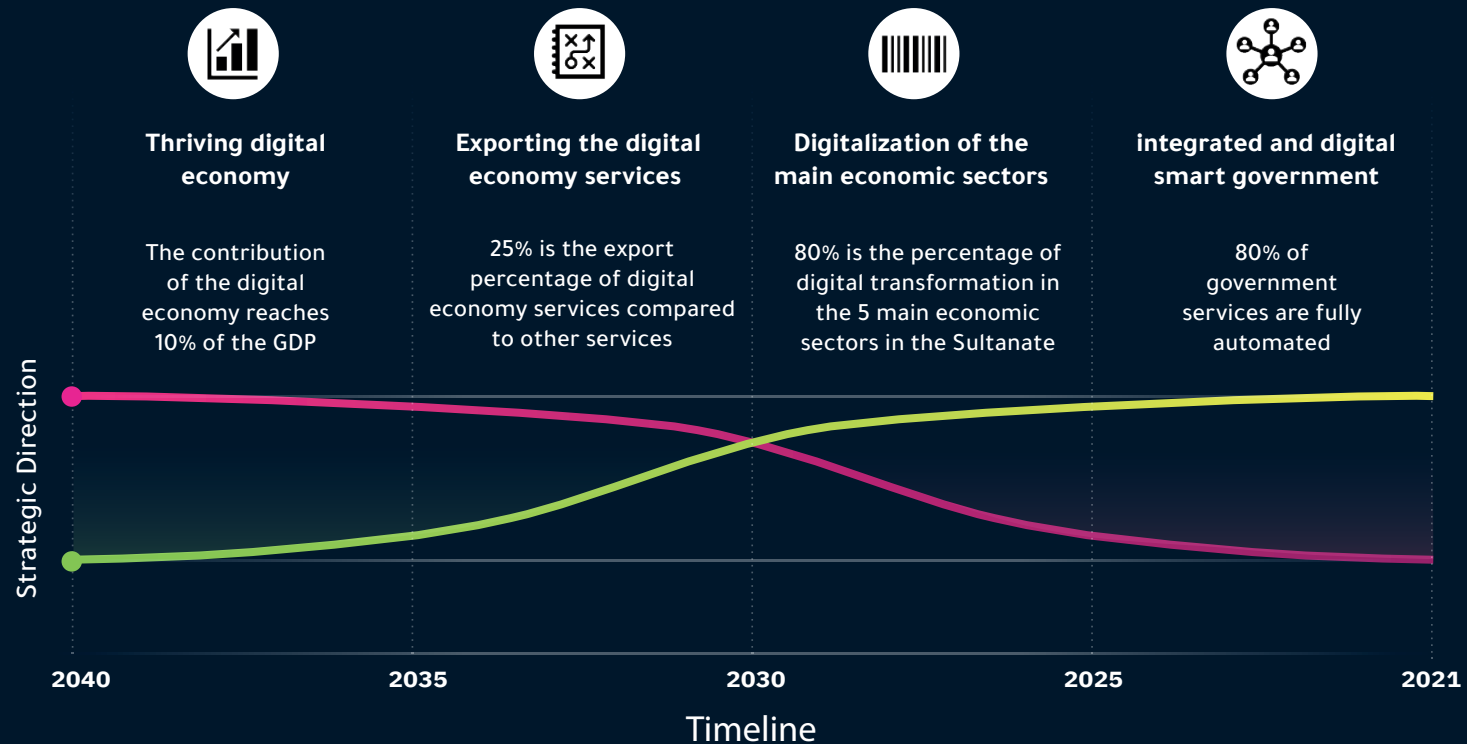 Thriving digital
economy
The contribution
of the digital
economy reaches
10% of the GDP
Exporting the digital
economy services
25% is the export
percentage of digital
economy services compared
to other services
Digitalization of the
main economic sectors
80% is the percentage of
digital transformation in
the 5 main economic
sectors in the Sultanate
integrated and digital
smart government
80% of
government
services are fully
automated
Strategic Direction
2040
2035
2030
2025
2021
Timeline